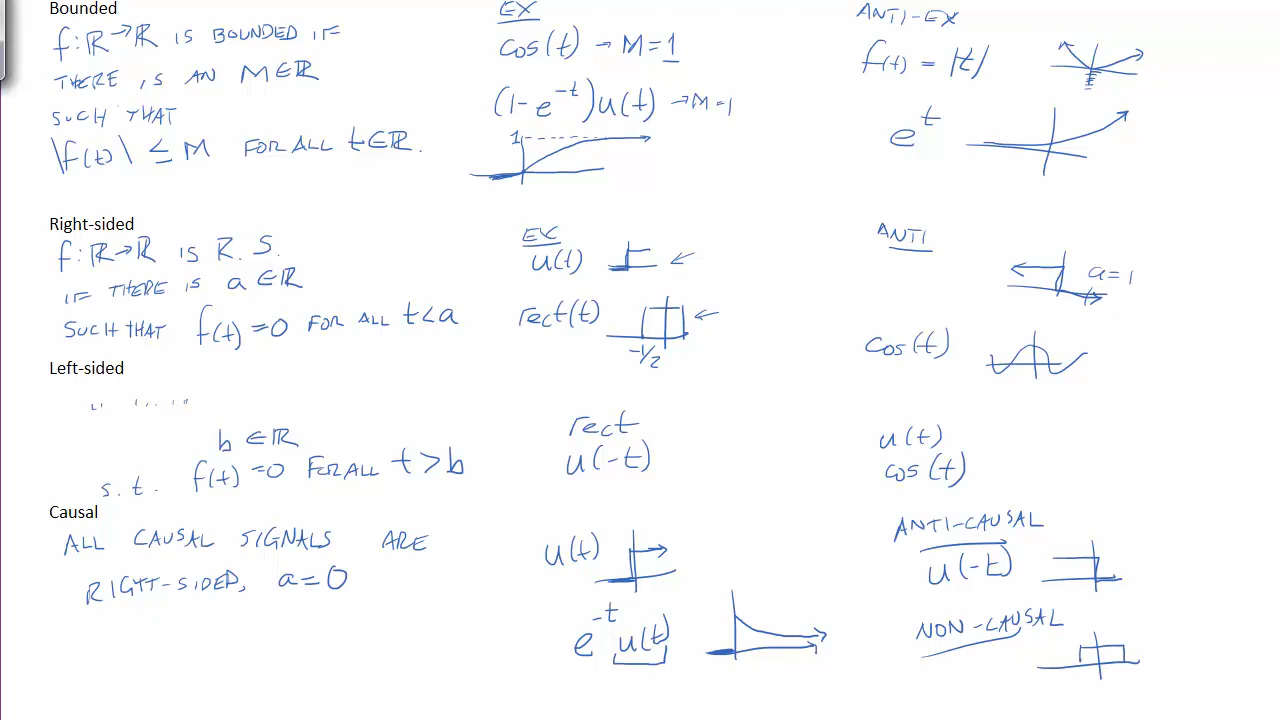 Bounded
f: ℝ→ℝ IS BOUNDED IF
THERE IS AN M∈ℝ
SUCH THAT
|f(t)| ≤ M FOR ALL t∈ℝ.
EX
cos(t) → M=1
(1-e^{-t})u(t) → M=1
1
ANTI-EX
f(t) = |t|
e^t
Right-sided
f: ℝ→ℝ IS R. S.
IF THERE IS a∈ℝ
SUCH THAT f(t)=0 FOR ALL t<a
EX
u(t)
rect(t)
-1/2
ANTI
a=1
cos(t)
Left-sided
b∈ℝ
s.t. f(t)=0 FOR ALL t>b
rect
u(-t)
u(t)
cos(t)
Causal
ALL CAUSAL SIGNALS ARE
RIGTT-SIDED, a=0
u(t)
e^{-t} u(t)
ANTI-CAUSAL
u(-t)
NON-CAUSAL